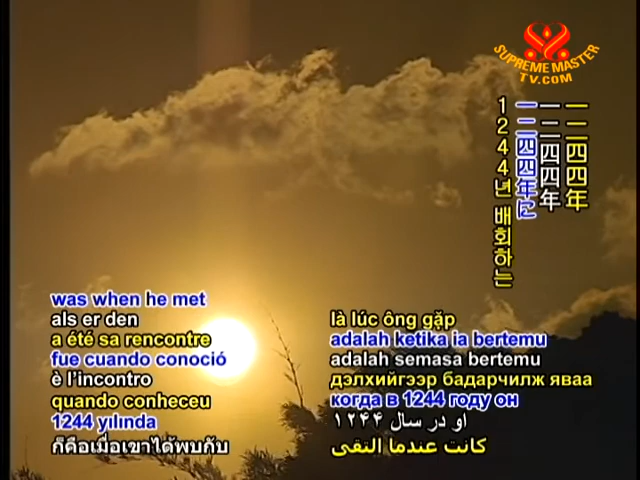 SUPREME MASTER
TV.COM
一二四四年
一二四四年
一二四四年に
1244년 배회하는
was when he met
als er den
a été sa rencontre
fue cuando conoció
è l'incontro
quando conheceu
1244 yılında
ก็คือเมื่อเขาได้พบกับ
là lúc ông gặp
adalah ketika ia bertemu
adalah semasa bertemu
дэлхийгээр бадарчилж яваа
когда в 1244 году он
او در سال ۱۲۴۴
كانت عندما التقى